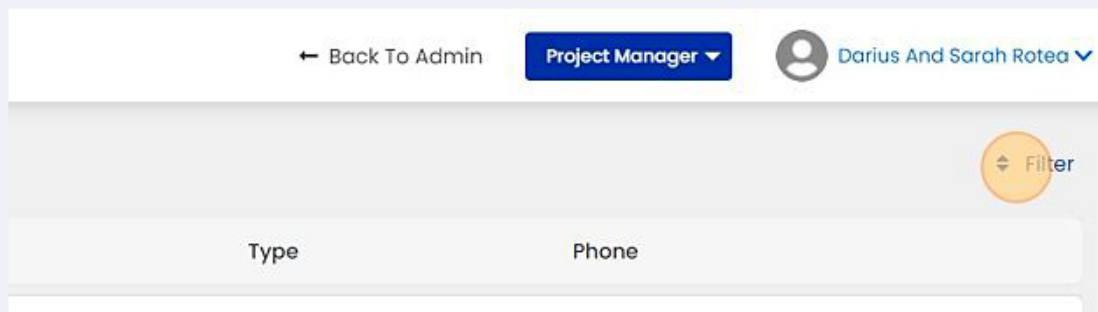 ← Back To Admin Project Manager Darius And Sarah Rotea
Filter
Type Phone